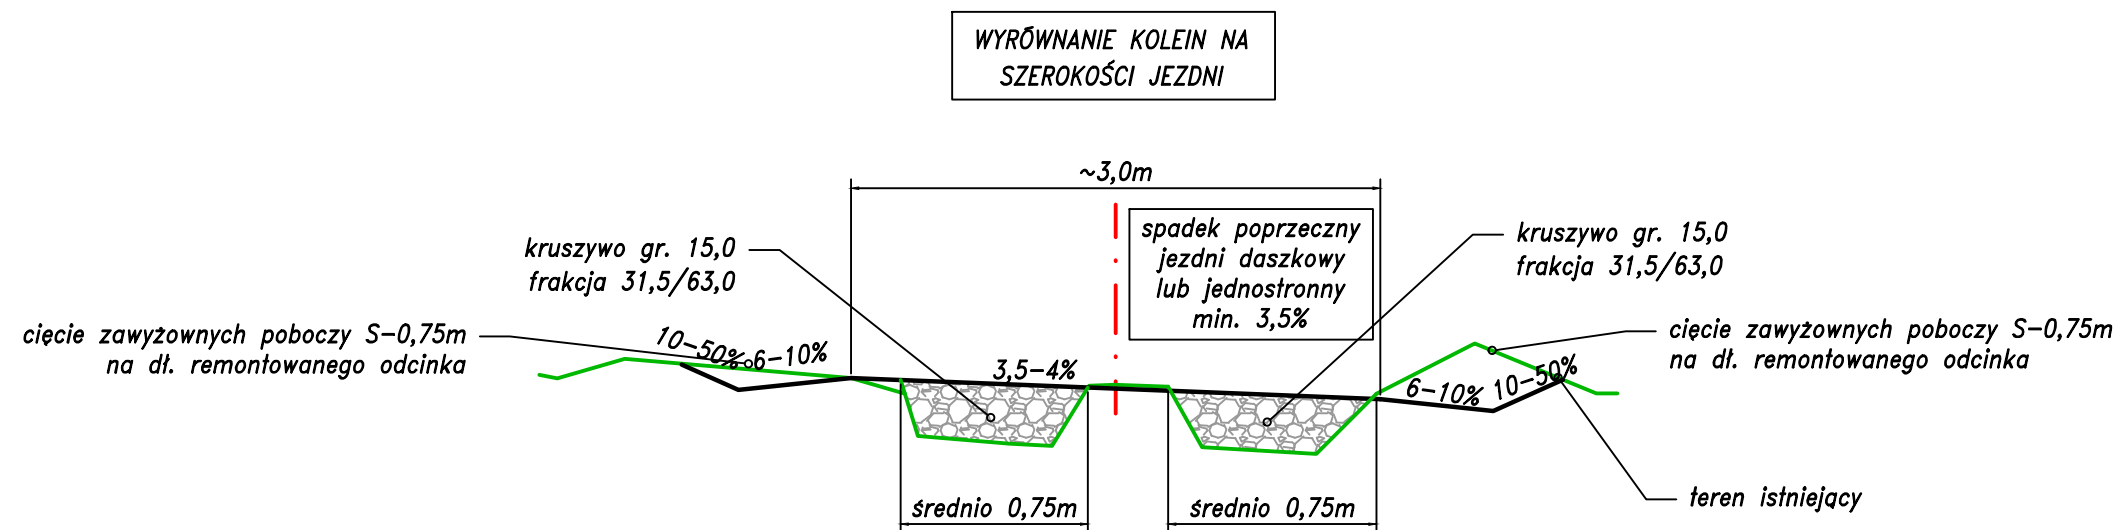 WYRÓWNANIE KOLEIN NA
SZEROKOŚCI JEZDNI
~3,0m
spadek poprzeczny
jezdni daszkowy
lub jednostronny
min. 3,5%
kruszywo gr. 15,0
frakcja 31,5/63,0
kruszywo gr. 15,0
frakcja 31,5/63,0
cięcie zawyżownych poboczy S-0,75m
na dł. remontowanego odcinka
cięcie zawyżownych poboczy S-0,75m
na dł. remontowanego odcinka
10-50%
6-10%
3,5-4%
6-10%
10-50%
średnio 0,75m
średnio 0,75m
teren istniejący